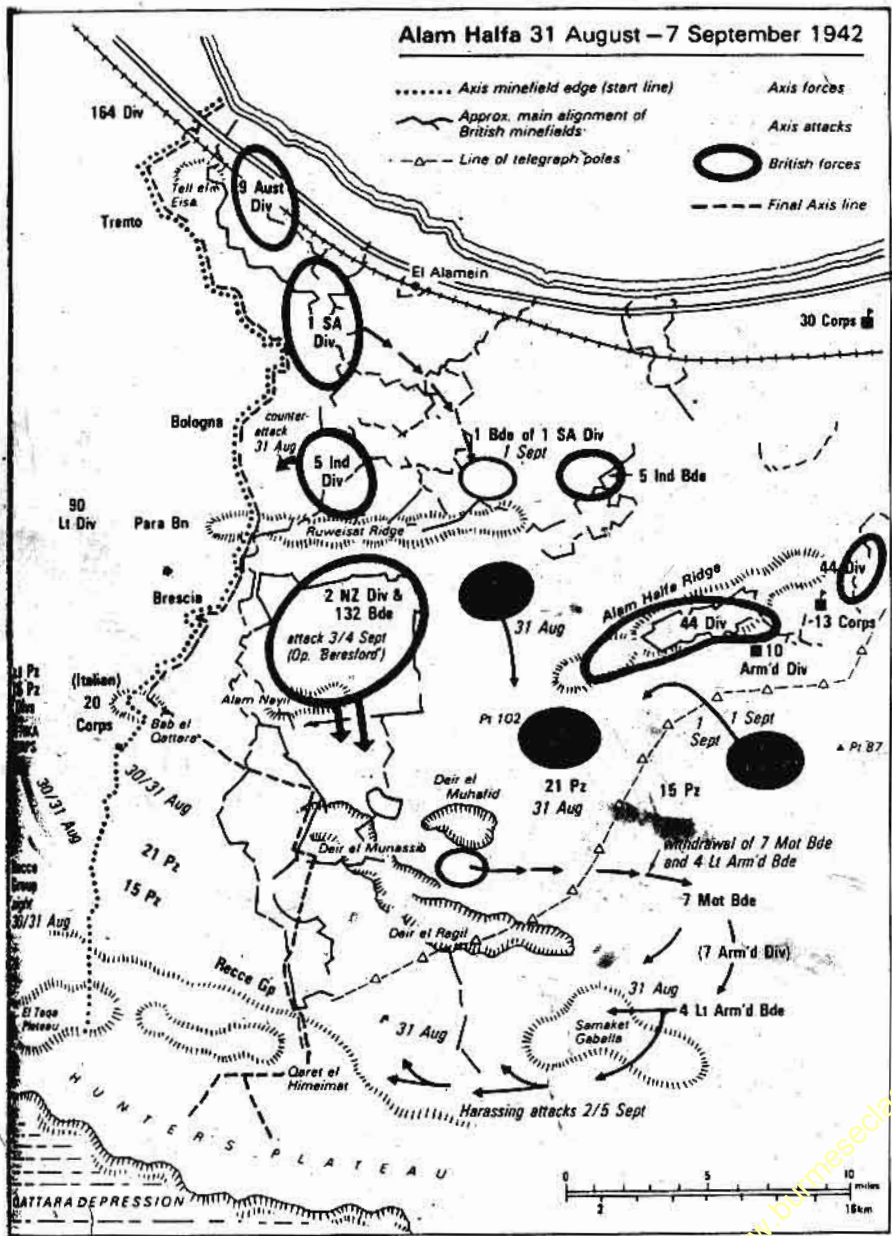 Alam Halfa 31 August – 7 September 1942
Axis minefield edge (start line)
Approx. main alignment of
British minefields
Line of telegraph poles
Axis forces
Axis attacks
British forces
Final Axis line
164 Div
Tell el
Eisa
9 Aust
Div
Trento
El Alamein
1 SA
Div
30 Corps
Bologna
counter-
attack
31 Aug
5 Ind
Div
1 Bde of 1 SA Div
1 Sept
5 Ind Bde
90
Lt Div
Para Bn
Ruweisat Ridge
Brescia
2 NZ Div &
132 Bde
attack 3/4 Sept
(Op. 'Beresford')
31 Aug
Alam Halfa Ridge
44 Div
44 Div
13 Corps
10
Arm'd Div
(Italian)
20
Corps
Bab el
Qattara
Alam Nayil
Pt 102
1
Sept
1 Sept
Pt 87
21 Pz
31 Aug
15 Pz
30/31 Aug
30/31 Aug
21 Pz
15 Pz
Deir el
Muhafid
Deir el Munassib
withdrawal of 7 Mot Bde
and 4 Lt Arm'd Bde
7 Mot Bde
(7 Arm'd Div)
Group
30/31 Aug
Recce Gp
Deir el Ragil
31 Aug
4 Lt Arm'd Bde
El Taqa
Plateau
31 Aug
Samaket
Gaballa
Qaret el
Himeimat
Harassing attacks 2/5 Sept
HUNTERS PLATEAU
QATTARA DEPRESSION
0 5 10
miles
2 15km